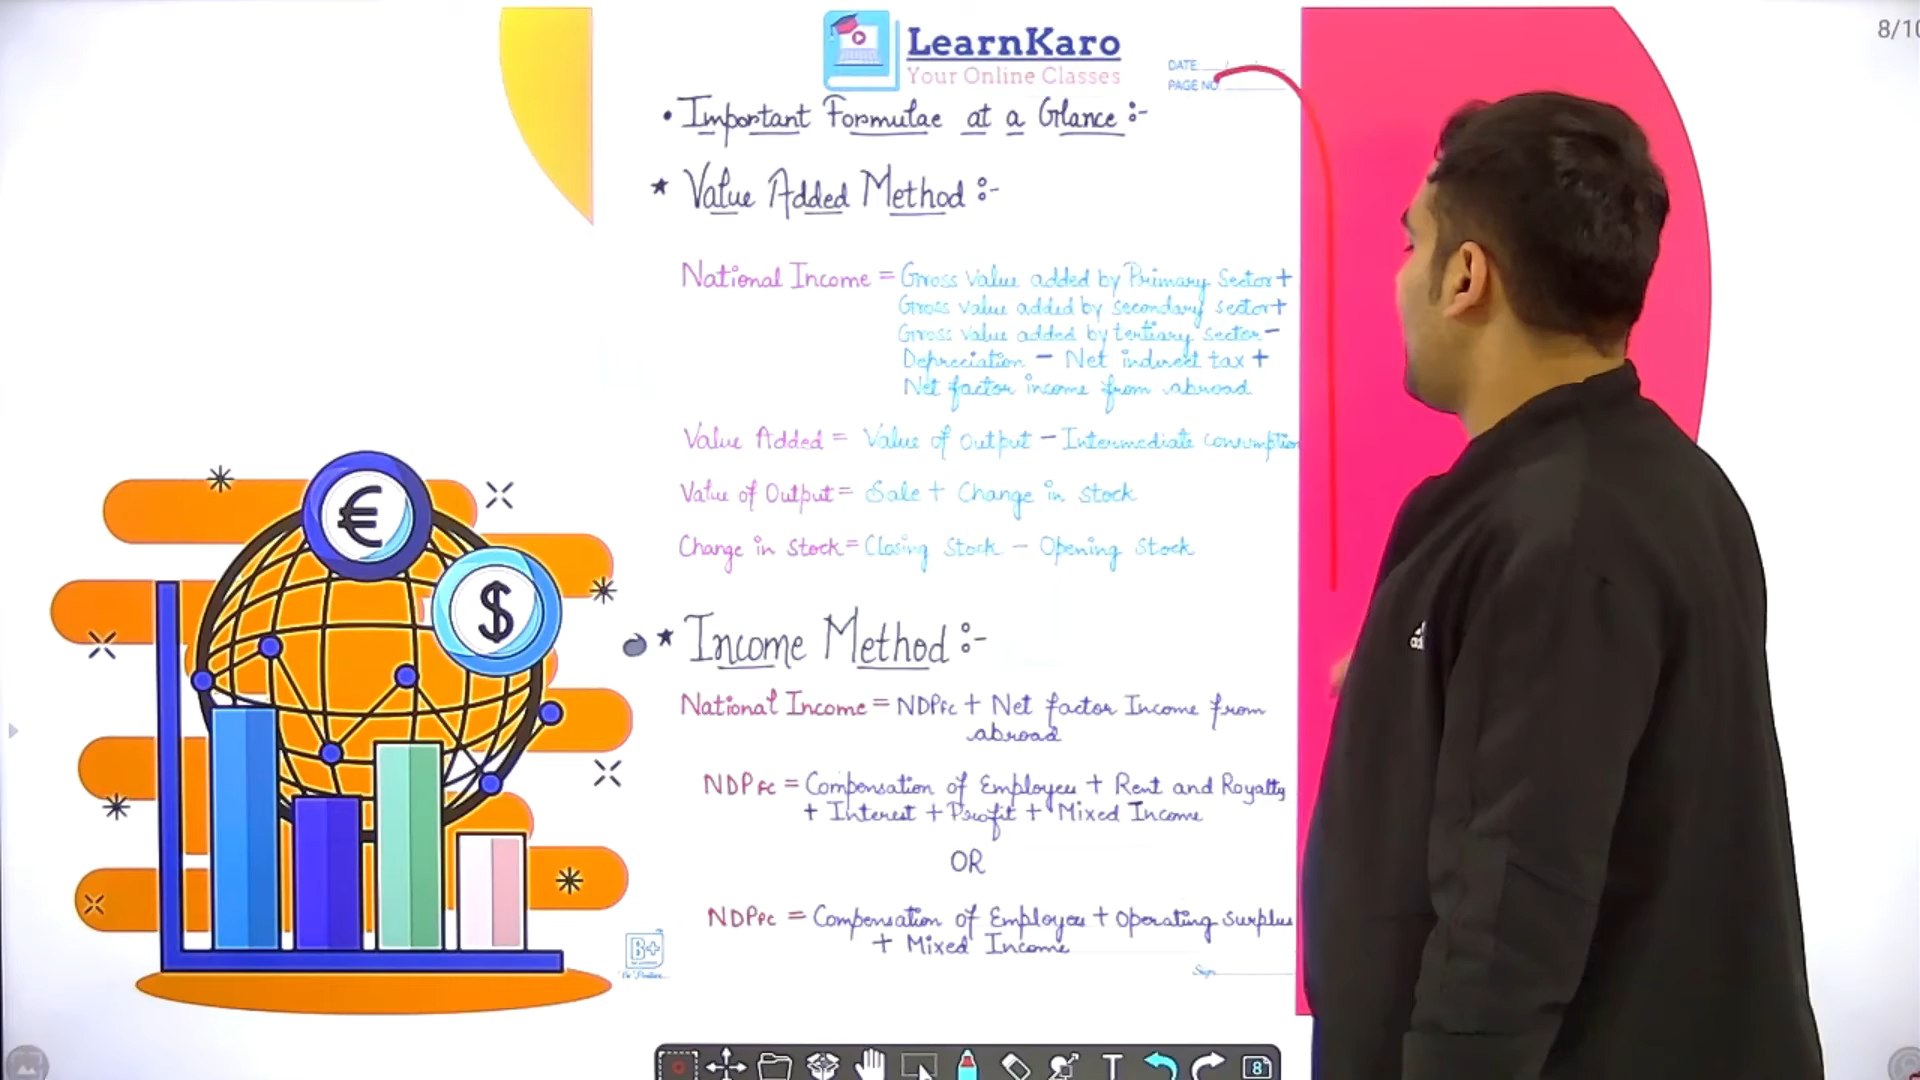 8/10
LearnKaro
Your Online Classes
DATE
PAGE NO
• Important Formulae at a Glance :-
★ Value Added Method :-
National Income = Gross Value added by Primary Sector +
Gross value added by secondary sector +
Gross value added by tertiary sector -
Depreciation - Net indirect tax +
Net factor income from abroad
Value Added = Value of Output - Intermediate consumption
Value of Output = Sale + Change in stock
Change in stock = Closing Stock - Opening Stock
★ Income Method :-
National Income = NDPFC + Net factor Income from
abroad
NDPFC = Compensation of Employee + Rent and Royalty
+ Interest + Profit + Mixed Income
OR
NDPFC = Compensation of Employee + Operating Surplus
+ Mixed Income
B+
€
$
T
8